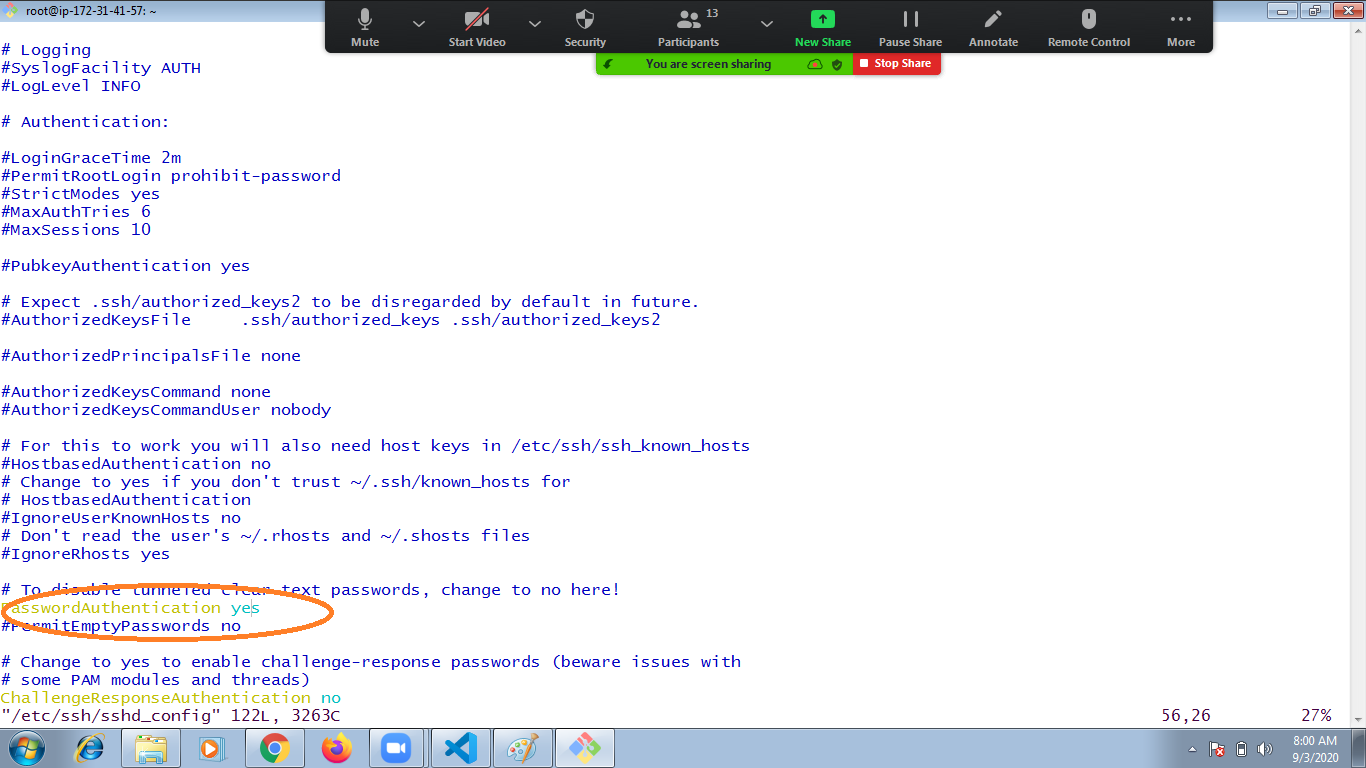 root@ip-172-31-41-57: ~
Mute
Start Video
Security
13
Participants
New Share
Pause Share
Annotate
Remote Control
More
You are screen sharing
Stop Share
# Logging
#SyslogFacility AUTH
#LogLevel INFO
# Authentication:
#LoginGraceTime 2m
#PermitRootLogin prohibit-password
#StrictModes yes
#MaxAuthTries 6
#MaxSessions 10
#PubkeyAuthentication yes
# Expect .ssh/authorized_keys2 to be disregarded by default in future.
#AuthorizedKeysFile     .ssh/authorized_keys .ssh/authorized_keys2
#AuthorizedPrincipalsFile none
#AuthorizedKeysCommand none
#AuthorizedKeysCommandUser nobody
# For this to work you will also need host keys in /etc/ssh/ssh_known_hosts
#HostbasedAuthentication no
# Change to yes if you don't trust ~/.ssh/known_hosts for
# HostbasedAuthentication
#IgnoreUserKnownHosts no
# Don't read the user's ~/.rhosts and ~/.shosts files
#IgnoreRhosts yes
# To disable tunneled clear text passwords, change to no here!
PasswordAuthentication yes
#PermitEmptyPasswords no
# Change to yes to enable challenge-response passwords (beware issues with
# some PAM modules and threads)
ChallengeResponseAuthentication no
"/etc/ssh/sshd_config" 122L, 3263C 56,26 27%
8:00 AM
9/3/2020